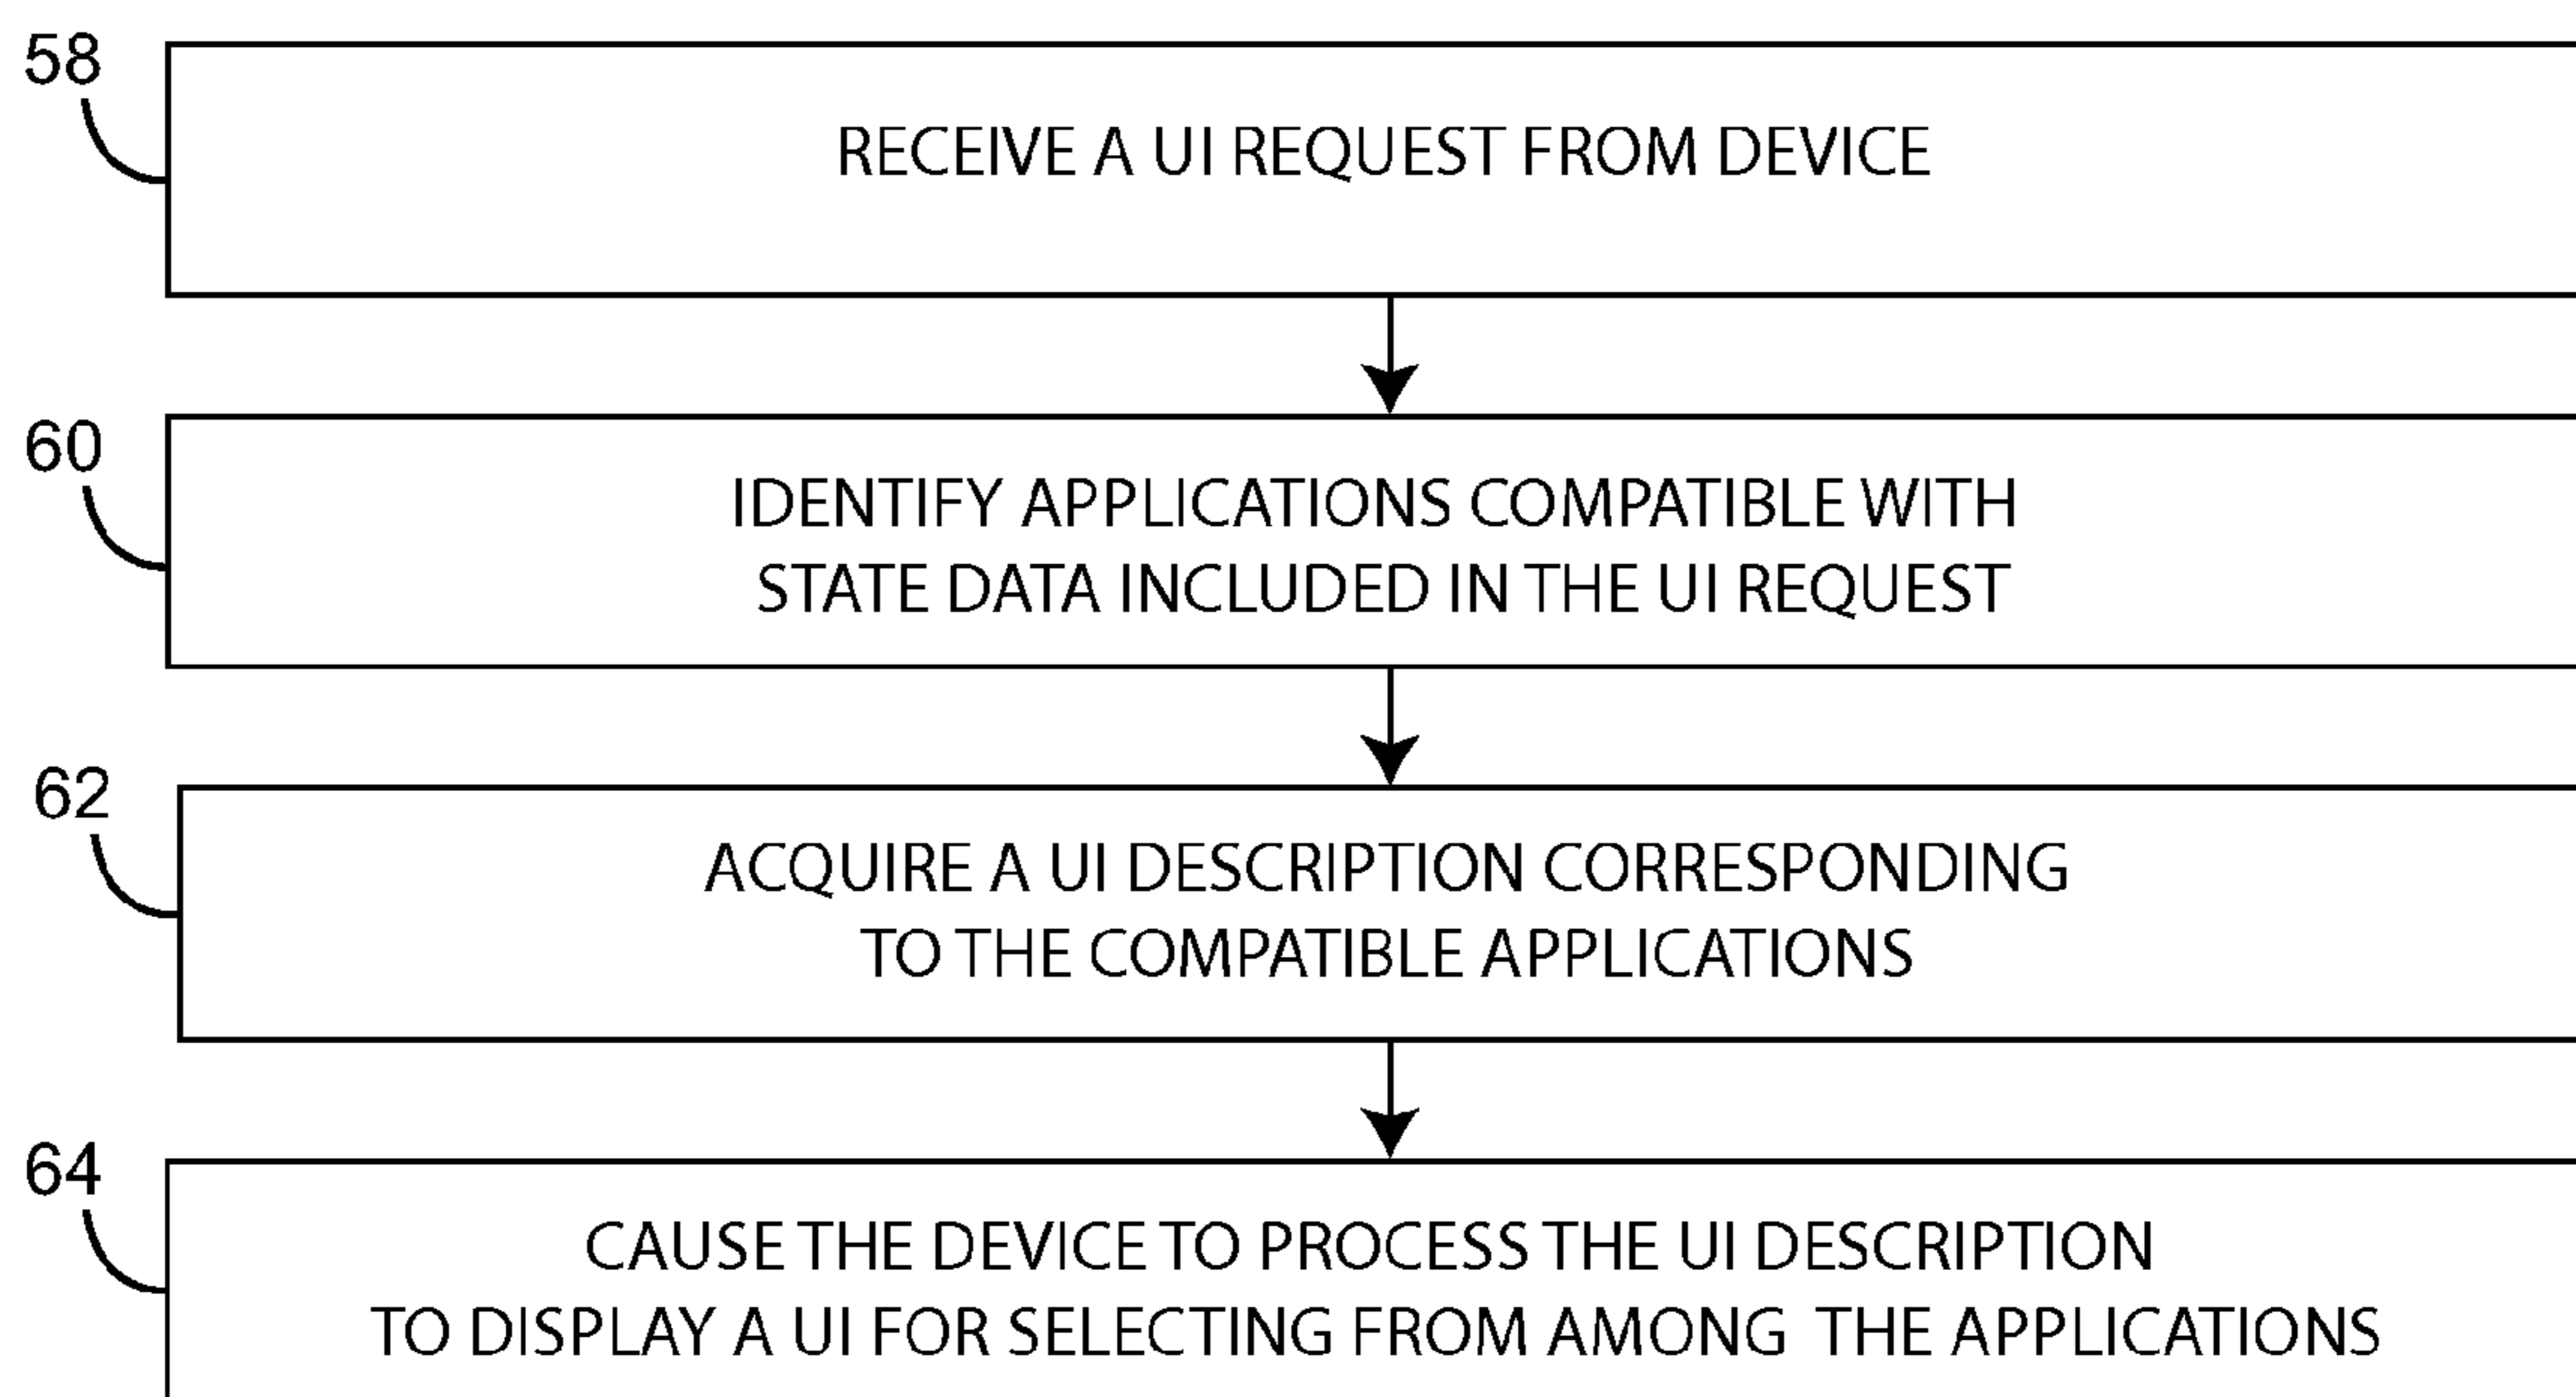 58
RECEIVE A UI REQUEST FROM DEVICE
60
IDENTIFY APPLICATIONS COMPATIBLE WITH
STATE DATA INCLUDED IN THE UI REQUEST
62
ACQUIRE A UI DESCRIPTION CORRESPONDING
TO THE COMPATIBLE APPLICATIONS
64
CAUSE THE DEVICE TO PROCESS THE UI DESCRIPTION
TO DISPLAY A UI FOR SELECTING FROM AMONG THE APPLICATIONS